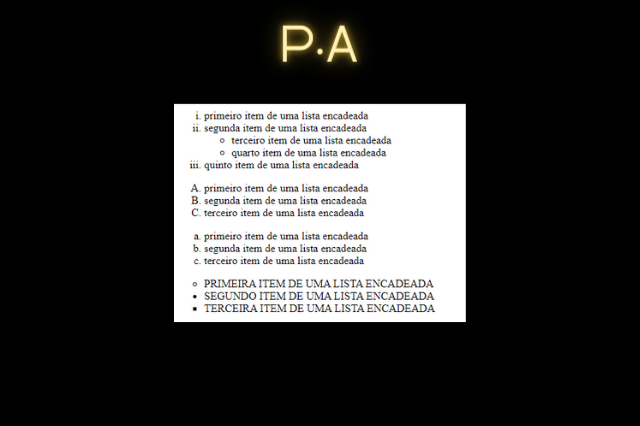 P.A
i. primeiro item de uma lista encadeada
ii. segunda item de uma lista encadeada
○ terceiro item de uma lista encadeada
○ quarto item de uma lista encadeada
iii. quinto item de uma lista encadeada
A. primeiro item de uma lista encadeada
B. segunda item de uma lista encadeada
C. terceiro item de uma lista encadeada
a. primeiro item de uma lista encadeada
b. segundo item de uma lista encadeada
c. terceiro item de uma lista encadeada
○ PRIMEIRA ITEM DE UMA LISTA ENCADEADA
• SEGUNDO ITEM DE UMA LISTA ENCADEADA
▪ TERCEIRA ITEM DE UMA LISTA ENCADEADA